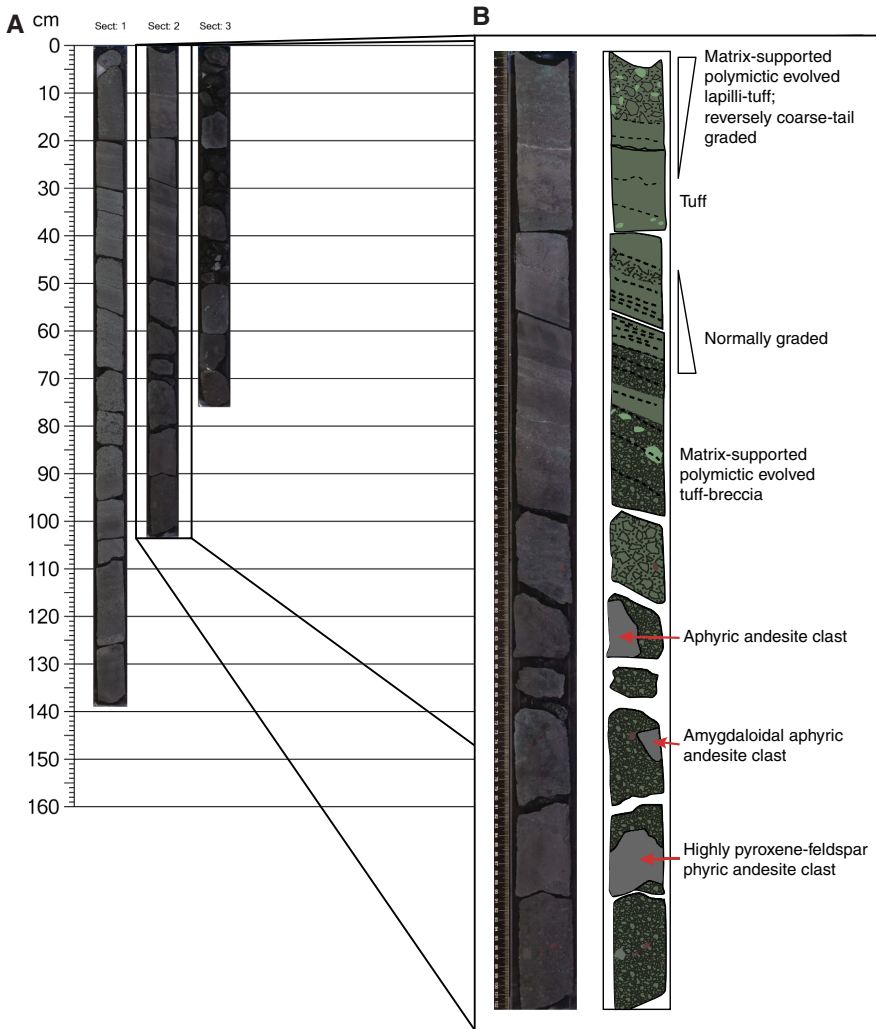 A
cm
Sect: 1
Sect: 2
Sect: 3
0
10
20
30
40
50
60
70
80
90
100
110
120
130
140
150
160
B
Matrix-supported
polymictic evolved
lapilli-tuff;
reversely coarse-tail
graded
Tuff
Normally graded
Matrix-supported
polymictic evolved
tuff-breccia
Aphyric andesite clast
Amygdaloidal aphyric
andesite clast
Highly pyroxene-feldspar
phyric andesite clast